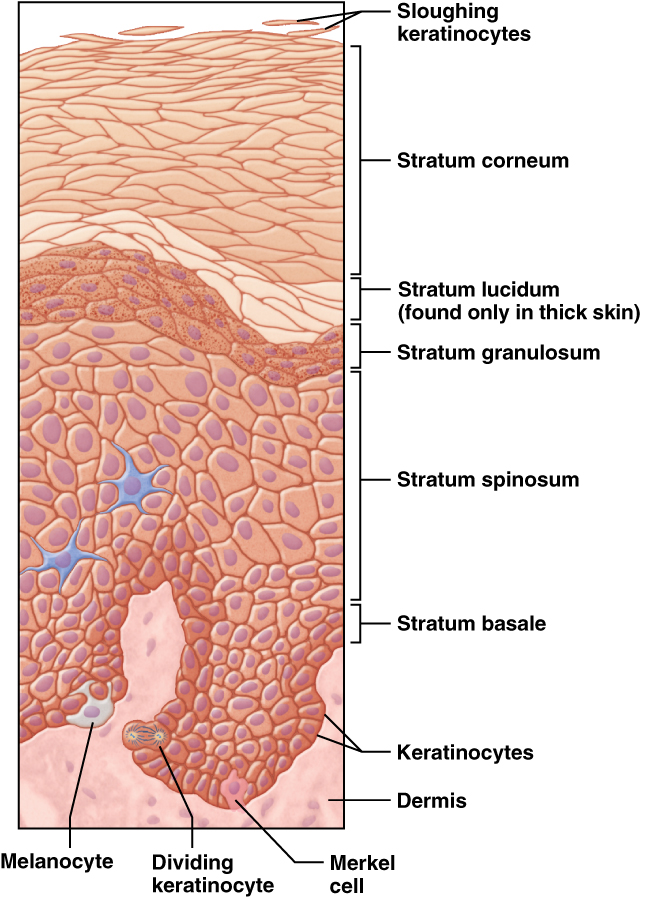 Sloughing
keratinocytes
Stratum corneum
Stratum lucidum
(found only in thick skin)
Stratum granulosum
Stratum spinosum
Stratum basale
Keratinocytes
Dermis
Melanocyte
Dividing
keratinocyte
Merkel
cell